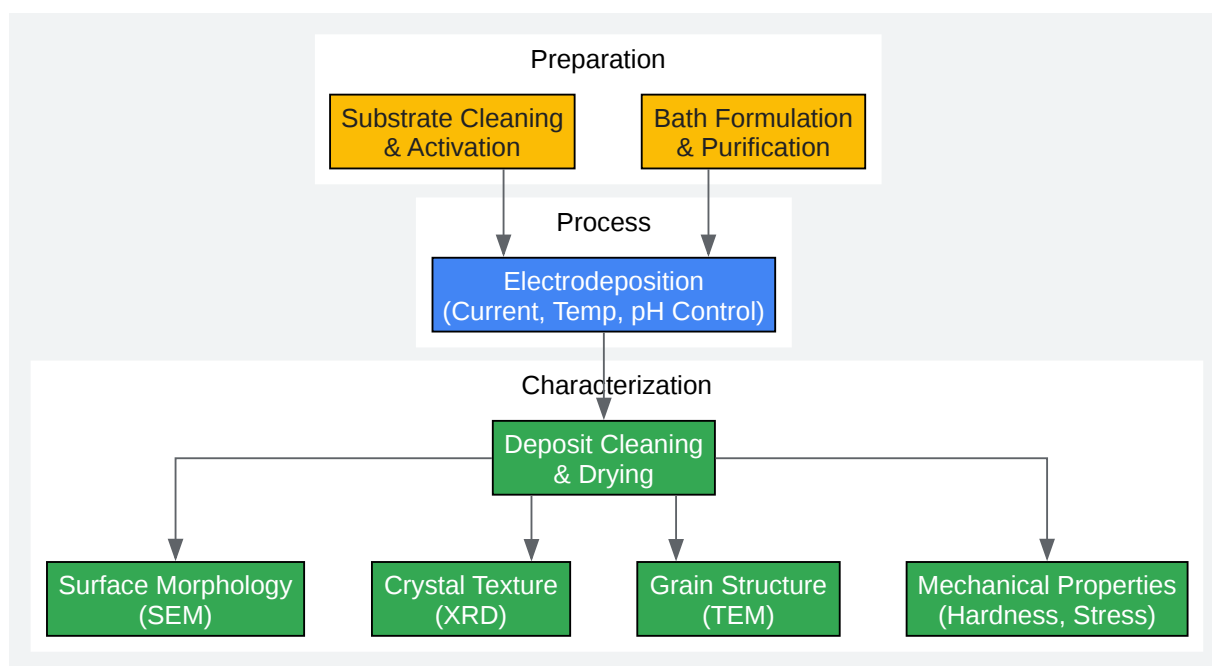 Preparation
Substrate Cleaning
& Activation
Bath Formulation
& Purification
Process
Electrodeposition
(Current, Temp, pH Control)
Characterization
Deposit Cleaning
& Drying
Surface Morphology
(SEM)
Crystal Texture
(XRD)
Grain Structure
(TEM)
Mechanical Properties
(Hardness, Stress)